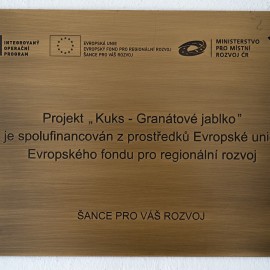 INTEGROVANÝ
OPERAČNÍ
PROGRAM
EVROPSKÁ UNIE
EVROPSKÝ FOND PRO REGIONÁLNÍ ROZVOJ
ŠANCE PRO VÁŠ ROZVOJ
MINISTERSTVO
PRO MÍSTNÍ
ROZVOJ ČR
Projekt „Kuks - Granátové jablko"
je spolufinancován z prostředků Evropské unie
Evropského fondu pro regionální rozvoj
ŠANCE PRO VÁŠ ROZVOJ